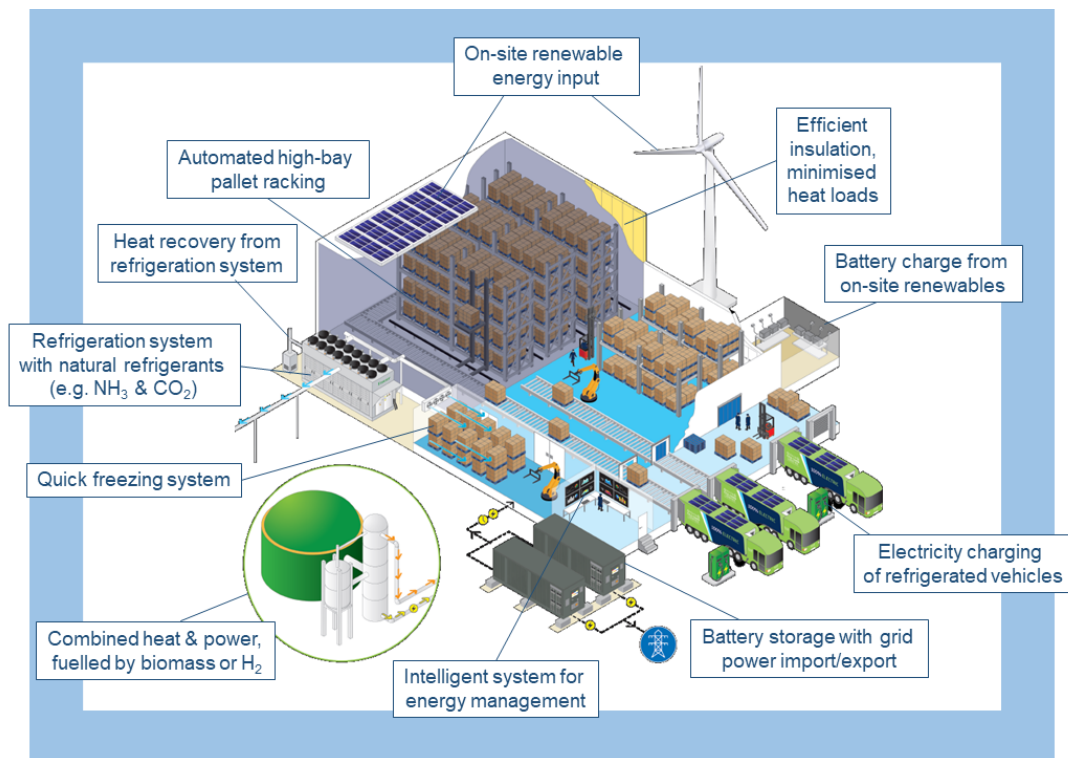 On-site renewable
energy input
Efficient
insulation,
minimised
heat loads
Automated high-bay
pallet racking
Heat recovery from
refrigeration system
Battery charge from
on-site renewables
Refrigeration system
with natural refrigerants
(e.g. NH₃ & CO₂)
Quick freezing system
Electricity charging
of refrigerated vehicles
Combined heat & power,
fuelled by biomass or H₂
Battery storage with grid
power import/export
Intelligent system for
energy management